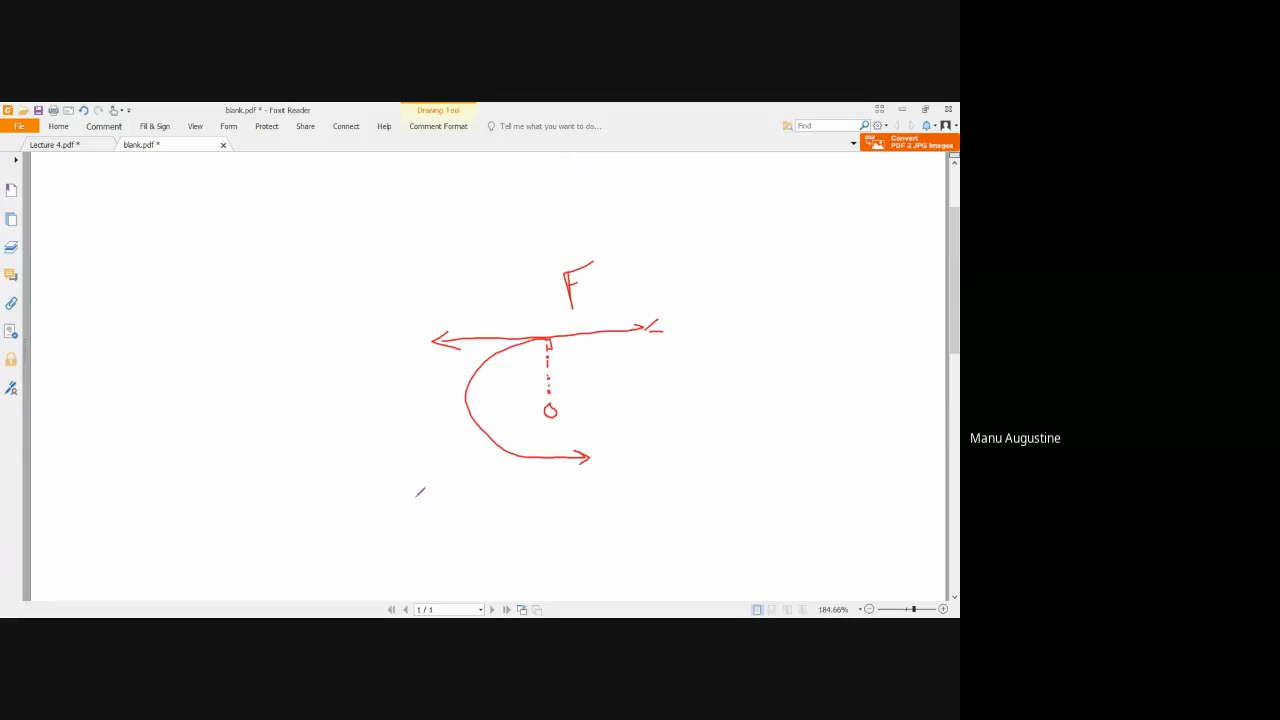 blank.pdf * - Foxit Reader
Drawing Tool
File Home Comment Fill & Sign View Form Protect Share Connect Help Comment Format Tell me what you want to do... Find
Lecture 4.pdf * blank.pdf *
Convert
PDF 2 JPG Images
F
O
Manu Augustine
1 / 1 184.66%